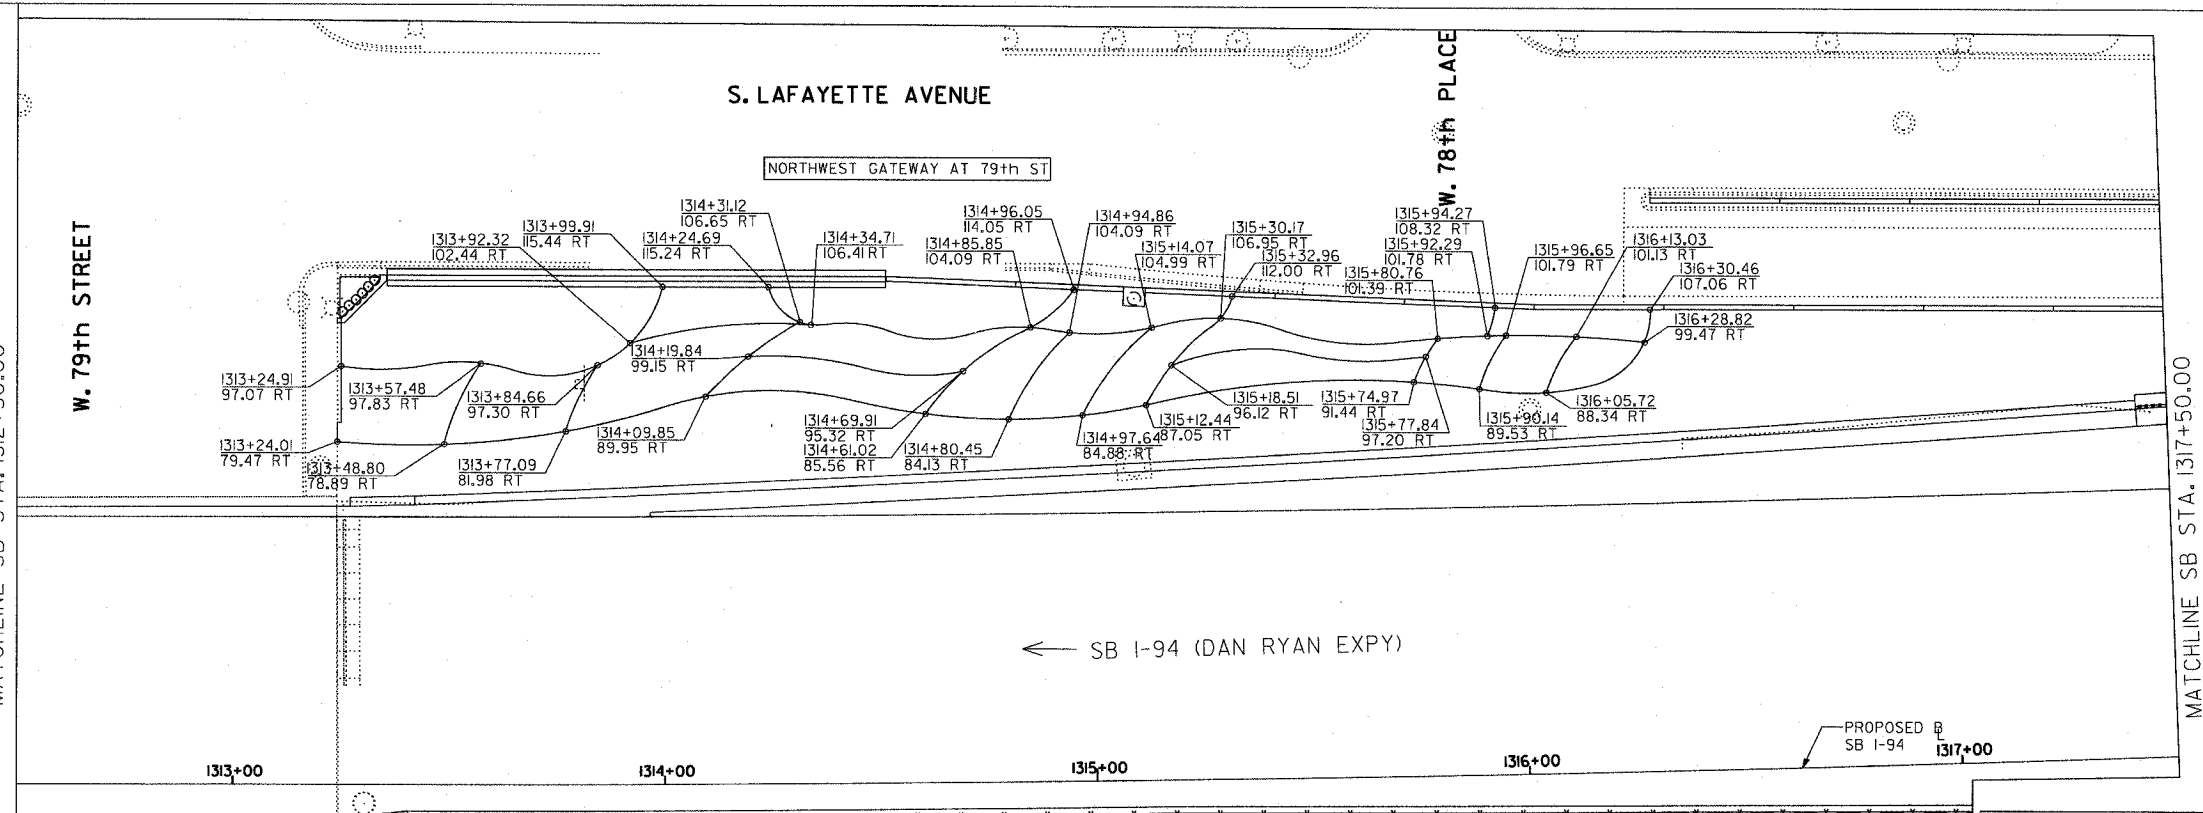 S. LAFAYETTE AVENUE
W. 78th PLACE
NORTHWEST GATEWAY AT 79th ST
W. 79th STREET
1313+92.32
102.44 RT
1313+99.91
115.44 RT
1314+31.12
106.65 RT
1314+24.69
115.24 RT
1314+34.71
106.41 RT
1314+96.05
114.05 RT
1314+85.85
104.09 RT
1314+94.86
104.09 RT
1315+14.07
104.99 RT
1315+30.17
106.95 RT
1315+32.96
112.00 RT
1315+80.76
101.39 RT
1315+94.27
108.32 RT
1315+92.29
101.78 RT
1315+96.65
101.79 RT
1316+13.03
101.13 RT
1316+30.46
107.06 RT
1316+28.82
99.47 RT
1313+24.91
97.07 RT
1313+57.48
97.83 RT
1313+84.66
97.30 RT
1314+19.84
99.15 RT
1313+24.01
79.47 RT
1313+48.80
78.89 RT
1313+77.09
81.98 RT
1314+09.85
89.95 RT
1314+69.91
95.32 RT
1314+61.02
85.56 RT
1314+80.45
84.13 RT
1314+97.64
84.88 RT
1315+18.51
96.12 RT
1315+12.44
87.05 RT
1315+74.97
91.44 RT
1315+77.84
97.20 RT
1315+90.14
89.53 RT
1316+05.72
88.34 RT
MATCHLINE SB STA. 1317+50.00
SB I-94 (DAN RYAN EXPY)
PROPOSED BL
SB I-94
1313+00
1314+00
1315+00
1316+00
1317+00